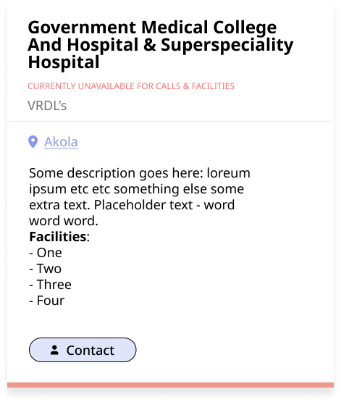 Government Medical College
And Hospital & Superspeciality
Hospital
CURRENTLY UNAVAILABLE FOR CALLS & FACILITIES
VRDL's
Akola
Some description goes here: loreum
ipsum etc etc something else some
extra text. Placeholder text - word
word word.
Facilities:
- One
- Two
- Three
- Four
Contact